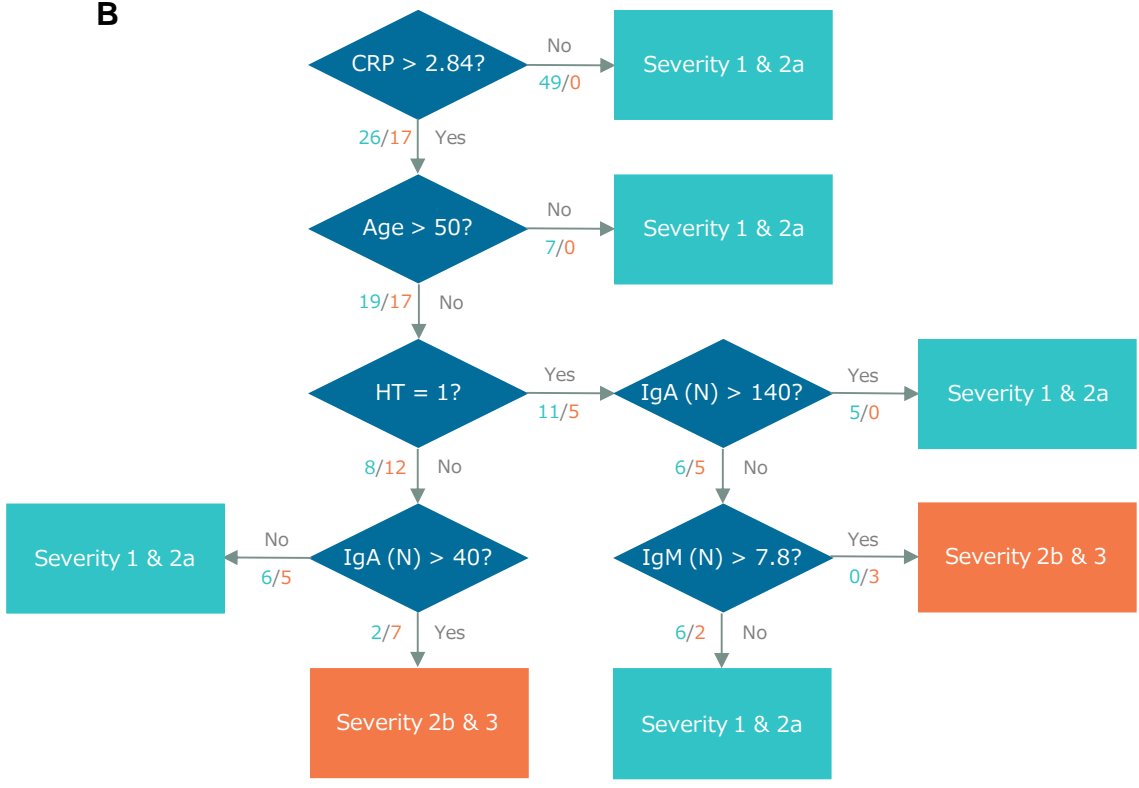 B
CRP > 2.84?
No
49/0
Severity 1 & 2a
26/17
Yes
Age > 50?
No
7/0
Severity 1 & 2a
19/17
No
HT = 1?
Yes
11/5
IgA (N) > 140?
Yes
5/0
Severity 1 & 2a
8/12
No
6/5
No
Severity 1 & 2a
No
6/5
IgA (N) > 40?
IgM (N) > 7.8?
Yes
0/3
Severity 2b & 3
2/7
Yes
6/2
No
Severity 2b & 3
Severity 1 & 2a